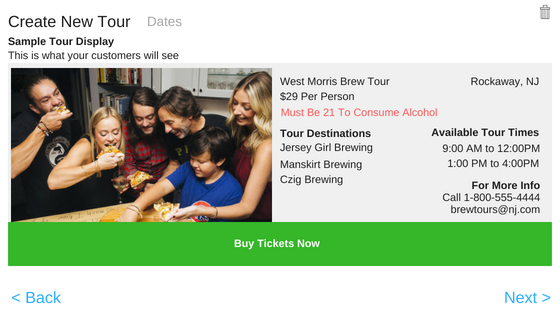 Create New Tour Dates
Sample Tour Display
This is what your customers will see
West Morris Brew Tour
Rockaway, NJ
$29 Per Person
Must Be 21 To Consume Alcohol
Tour Destinations
Jersey Girl Brewing
Manskirt Brewing
Czig Brewing
Available Tour Times
9:00 AM to 12:00PM
1:00 PM to 4:00PM
For More Info
Call 1-800-555-4444
brewtours@nj.com
Buy Tickets Now
< Back
Next >